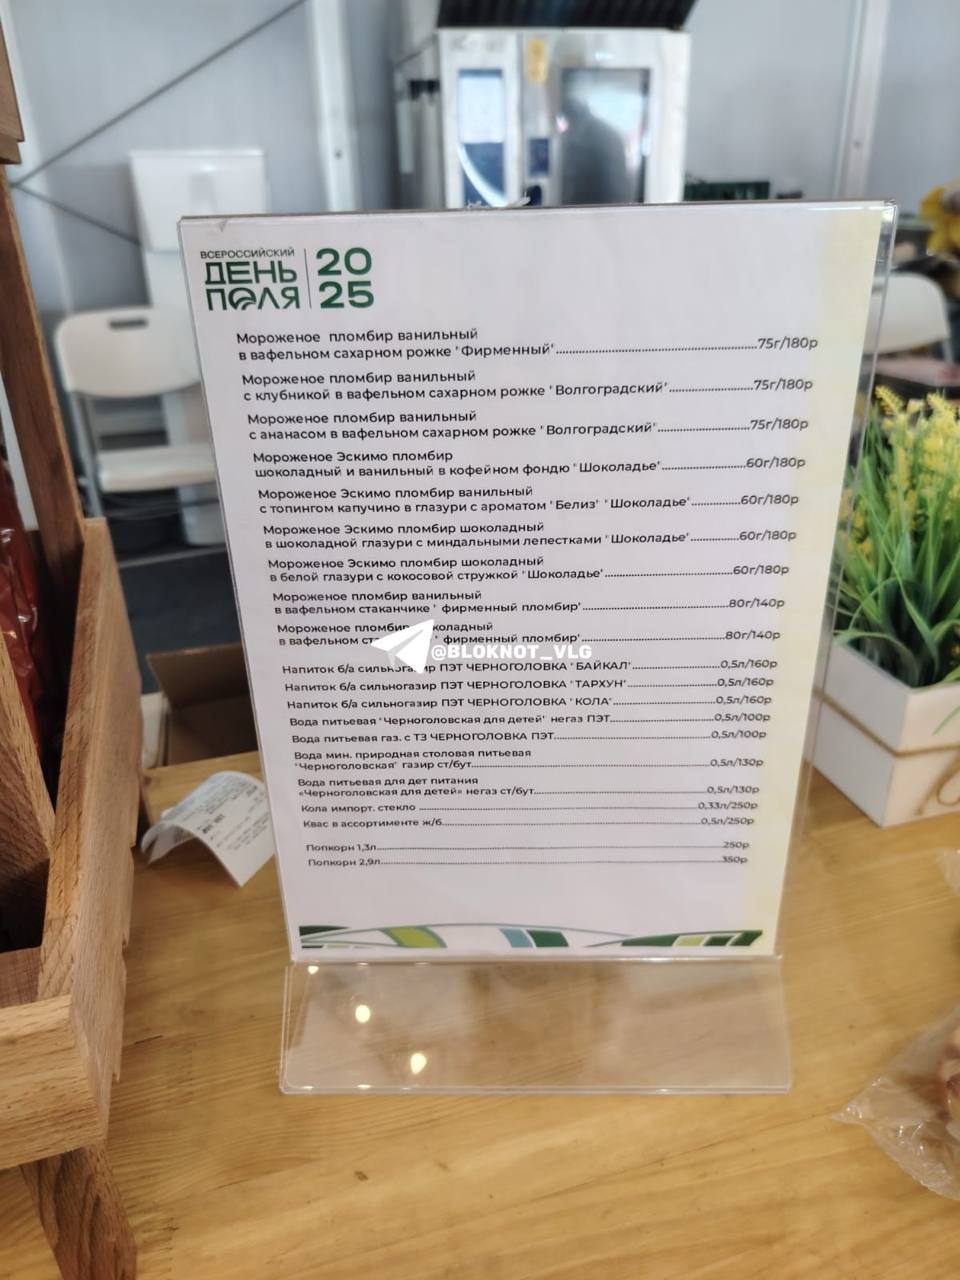 ВСЕРОССИЙСКИЙ
ДЕНЬ
ПОЛЯ
20
25
Мороженое пломбир ванильный
в вафельном сахарном рожке "Фирменный"..........75г/180р
Мороженое пломбир ванильный
с клубникой в вафельном сахарном рожке "Волгоградский"..........75г/180р
Мороженое пломбир ванильный
с ананасом в вафельном сахарном рожке "Волгоградский"..........75г/180р
Мороженое Эскимо пломбир
шоколадный и ванильный в кофейном фондю "Шоколадье"..........60г/180р
Мороженое Эскимо пломбир ванильный
с топингом капучино в глазури с ароматом "Белиз" "Шоколадье"..........60г/180р
Мороженое Эскимо пломбир шоколадный
в шоколадной глазури с миндальными лепестками "Шоколадье"..........60г/180р
Мороженое Эскимо пломбир шоколадный
в белой глазури с кокосовой стружкой "Шоколадье"..........60г/180р
Мороженое пломбир ванильный
в вафельном стаканчике " фирменный пломбир"..........80г/140р
Мороженое пломбир
в вафельном " фирменный пломбир"..........80г/140р
@BLOKNOT_VLG
Напиток б/а сильногазир ПЭТ ЧЕРНОГОЛОВКА "БАЙКАЛ"..........0,5л/160р
Напиток б/а сильногазир ПЭТ ЧЕРНОГОЛОВКА "ТАРХУН"..........0,5л/160р
Напиток б/а сильногазир ПЭТ ЧЕРНОГОЛОВКА "КОЛА"..........0,5л/160р
Вода питьевая "Черноголовская для детей" негаз ПЭТ..........0,5л/100р
Вода питьевая газ. с ТЗ ЧЕРНОГОЛОВКА ПЭТ..........0,5л/100р
Вода мин. природная столовая питьевая
"Черноголовская" газир ст/бут..........0,5л/130р
Вода питьевая для дет питания
«Черноголовская для детей» негаз ст/бут..........0,5л/130р
Кола импорт. стекло ..........0,33л/250р
Квас в ассортименте ж/б..........0,5л/250р
Попкорн 1,3л..........250р
Попкорн 2,9л..........350р